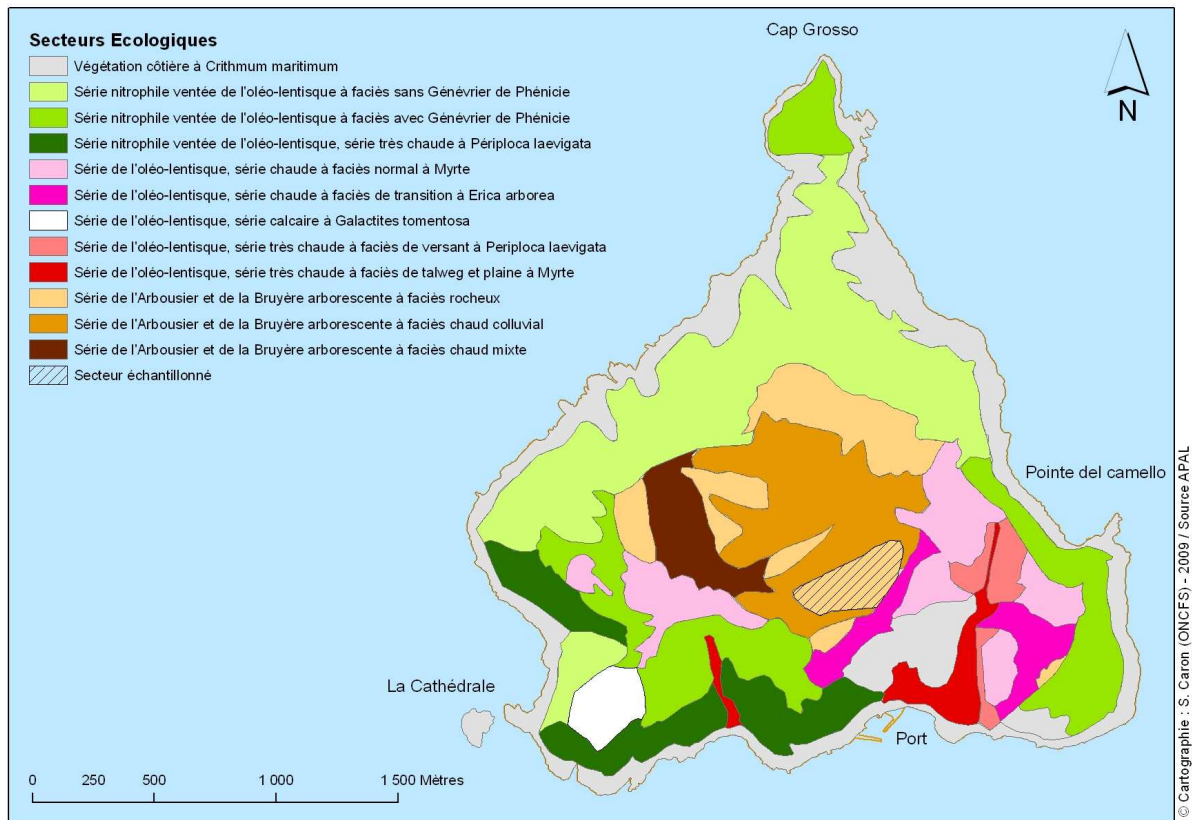 Secteurs Ecologiques
Végétation côtière à Crithmum maritimum
Série nitrophile ventée de l'oléo-lentisque à faciès sans Génévrier de Phénicie
Série nitrophile ventée de l'oléo-lentisque à faciès avec Génévrier de Phénicie
Série nitrophile ventée de l'oléo-lentisque, série très chaude à Périploca laevigata
Série de l'oléo-lentisque, série chaude à faciès normal à Myrte
Série de l'oléo-lentisque, série chaude à faciès de transition à Erica arborea
Série de l'oléo-lentisque, série calcaire à Galactites tomentosa
Série de l'oléo-lentisque, série très chaude à faciès de versant à Periploca laevigata
Série de l'oléo-lentisque, série très chaude à faciès de talweg et plaine à Myrte
Série de l'Arbousier et de la Bruyère arborescente à faciès rocheux
Série de l'Arbousier et de la Bruyère arborescente à faciès chaud colluvial
Série de l'Arbousier et de la Bruyère arborescente à faciès chaud mixte
Secteur échantillonné
Cap Grosso
N
Pointe del camello
La Cathédrale
Port
0 250 500 1 000 1 500 Mètres
© Cartographie : S. Caron (ONCFS) - 2009 / Source APAL